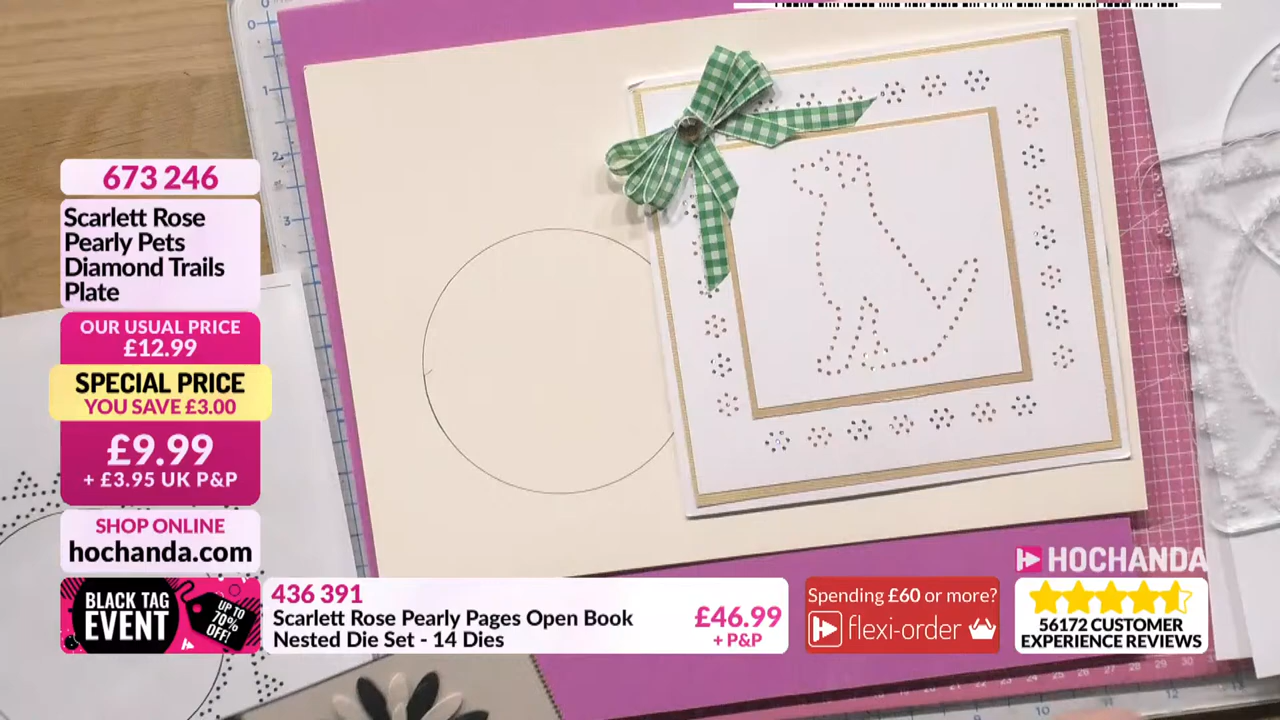 673 246
Scarlett Rose
Pearly Pets
Diamond Trails
Plate
OUR USUAL PRICE
£12.99
SPECIAL PRICE
YOU SAVE £3.00
£9.99
+ £3.95 UK P&P
SHOP ONLINE
hochanda.com
BLACK TAG
EVENT
UP TO
70%
OFF!
436 391
Scarlett Rose Pearly Pages Open Book
Nested Die Set - 14 Dies
£46.99
+ P&P
Spending £60 or more?
flexi-order
HOCHANDA
56172 CUSTOMER
EXPERIENCE REVIEWS